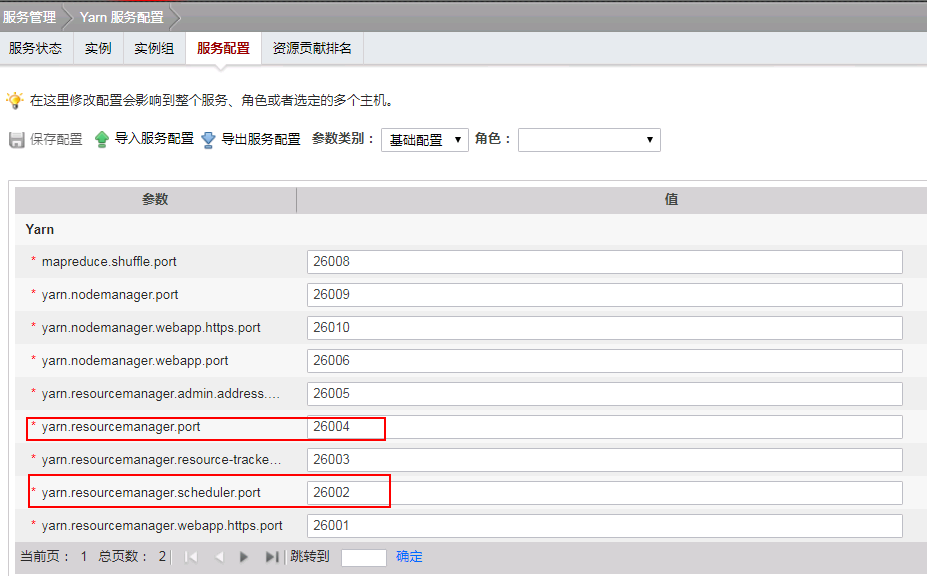 服务管理 Yarn 服务配置
服务状态 实例 实例组 服务配置 资源贡献排名
在这里修改配置会影响到整个服务、角色或者选定的多个主机。
保存配置 导入服务配置 导出服务配置 参数类别： 基础配置 角色：
参数 值
Yarn
* mapreduce.shuffle.port 26008
* yarn.nodemanager.port 26009
* yarn.nodemanager.webapp.https.port 26010
* yarn.nodemanager.webapp.port 26006
* yarn.resourcemanager.admin.address.... 26005
* yarn.resourcemanager.port 26004
* yarn.resourcemanager.resource-tracke... 26003
* yarn.resourcemanager.scheduler.port 26002
* yarn.resourcemanager.webapp.https.port 26001
当前页： 1 总页数： 2 跳转到 确定